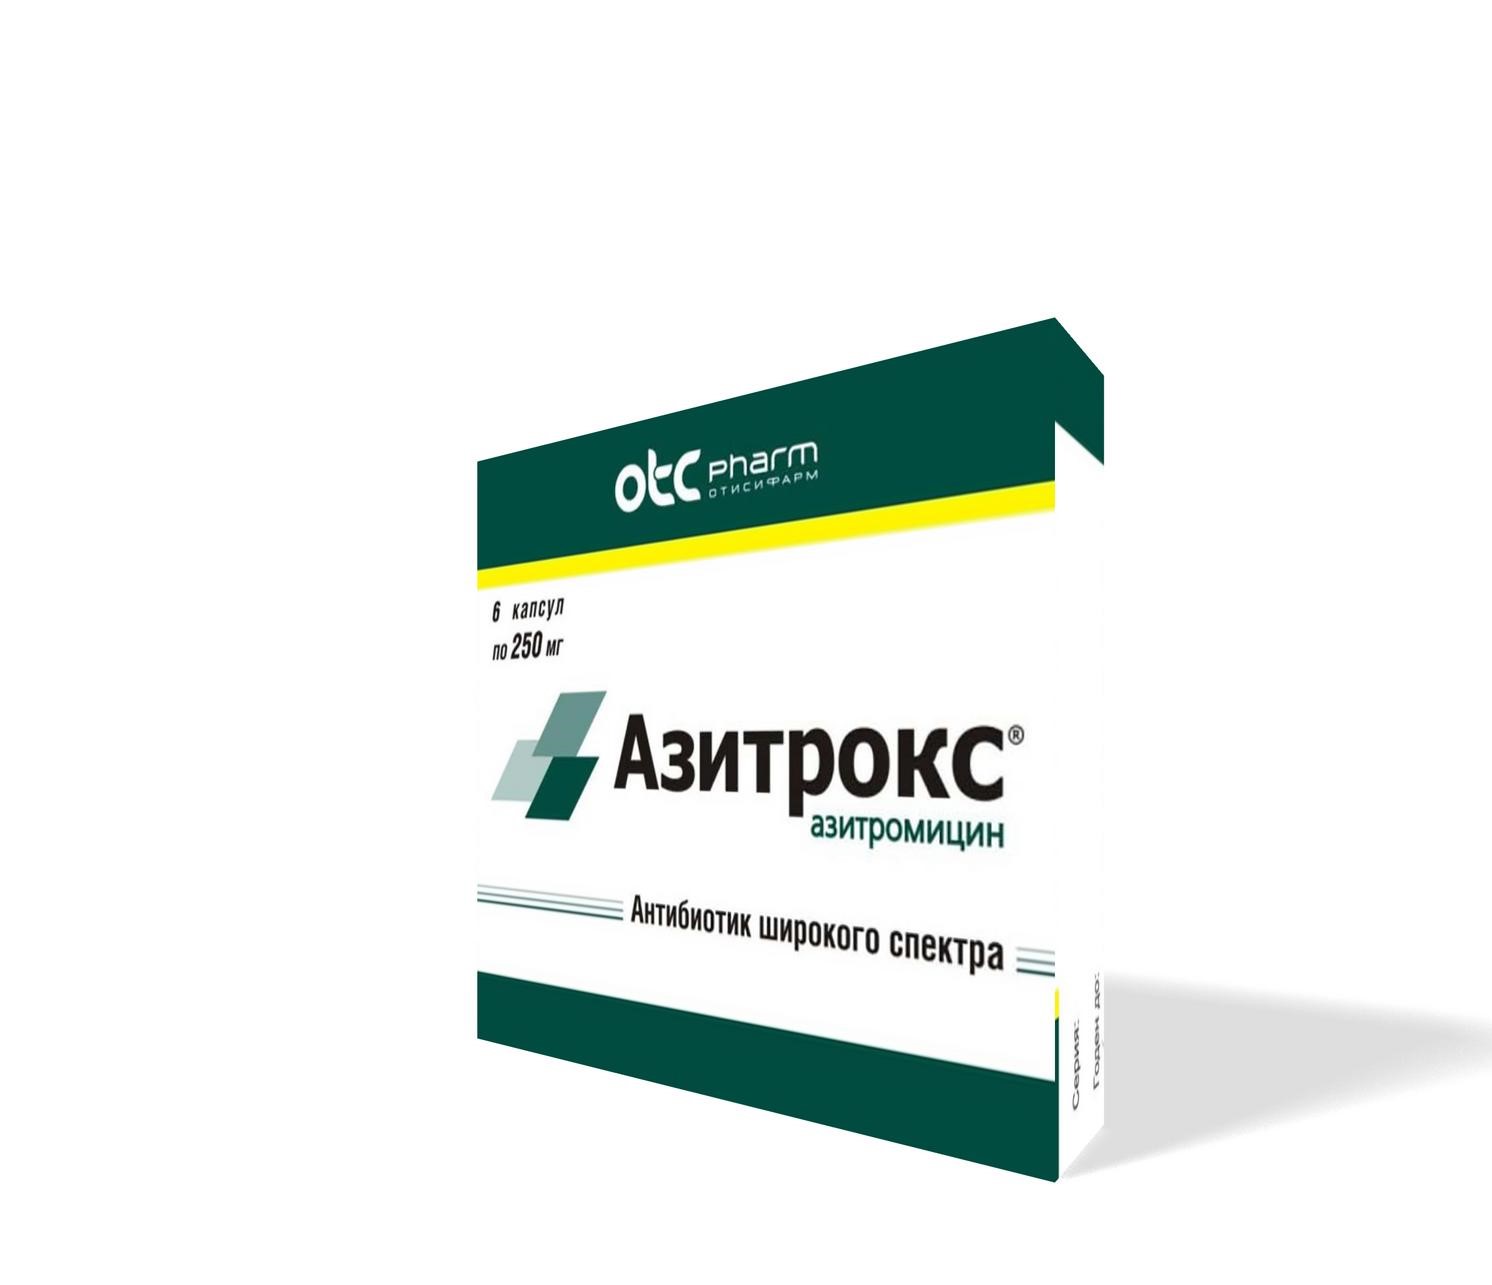 otc pharm
ОТИСИФАРМ
6 капсул
по 250 мг
Азитрокс®
азитромицин
Антибиотик широкого спектра
Серия:
Годен до: